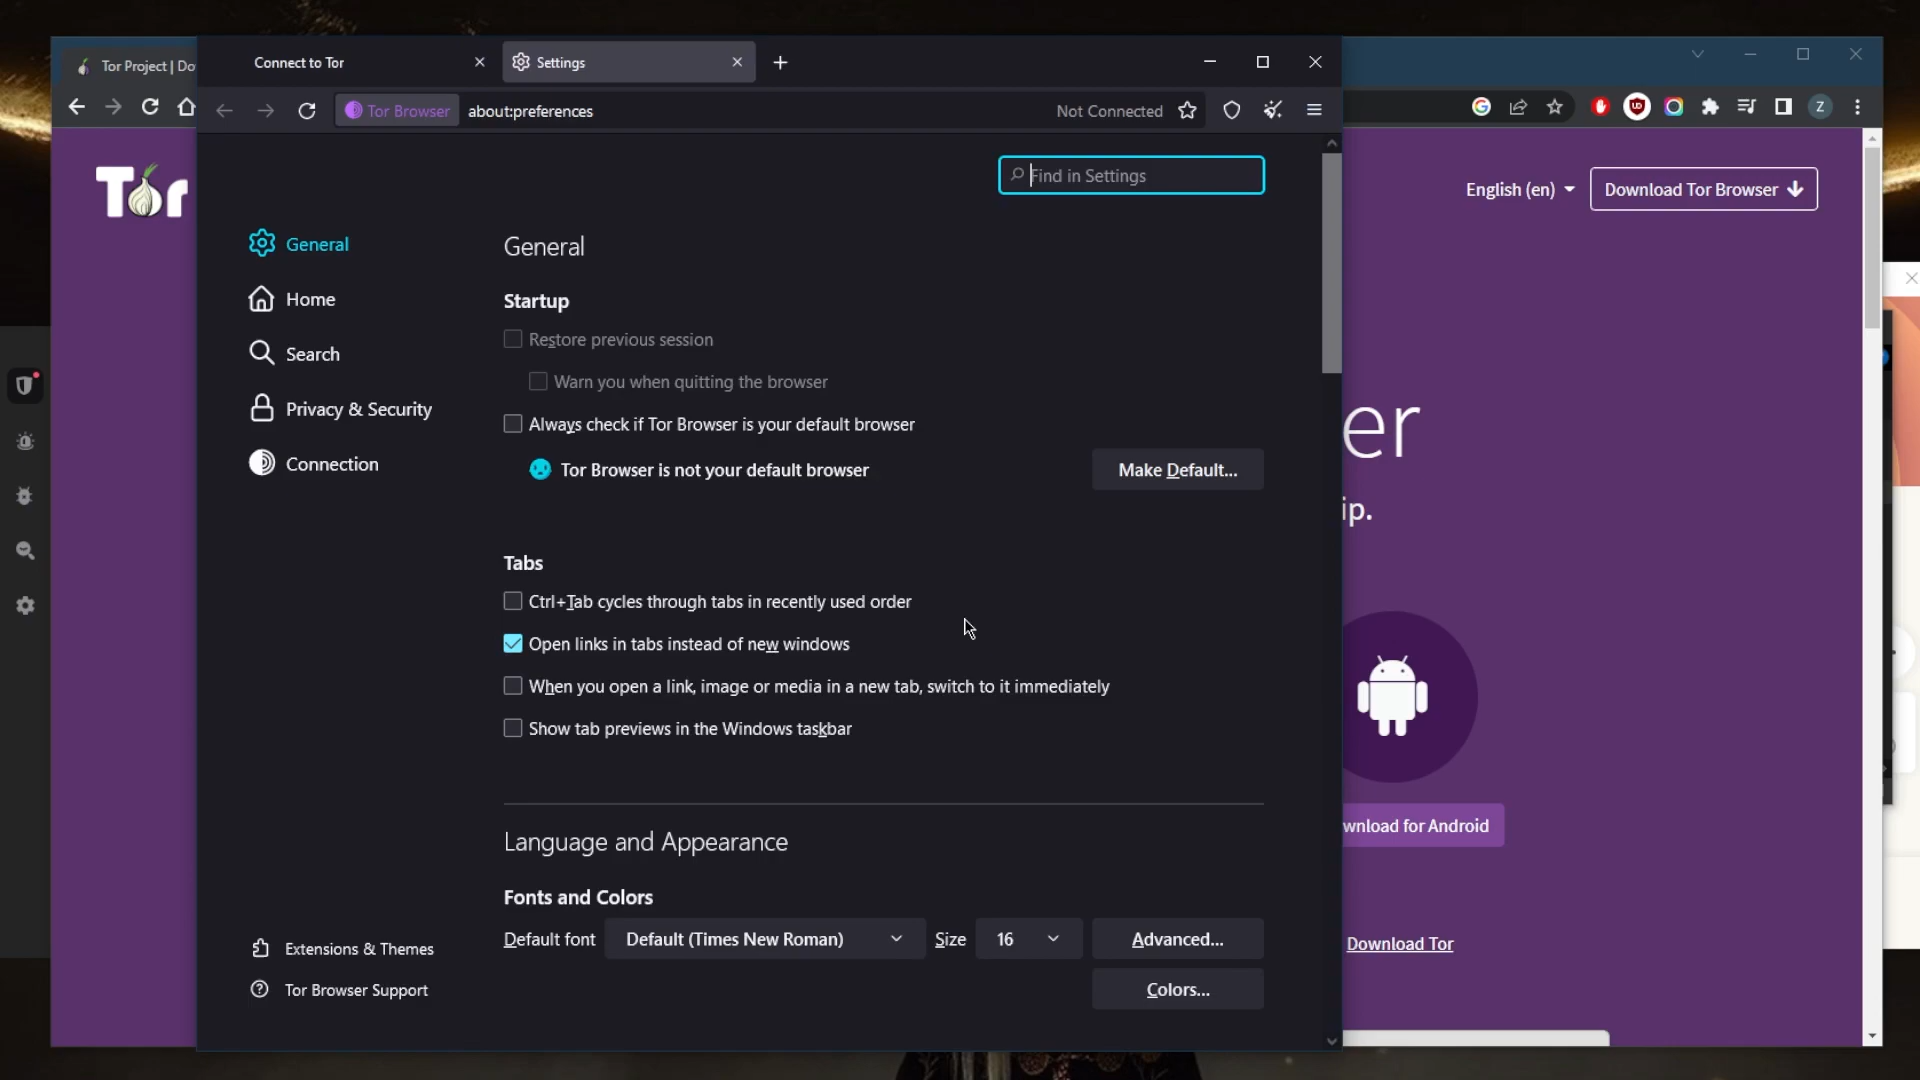 Tor Project | Do
Connect to Tor
Settings
Tor Browser
about:preferences
Not Connected
Z
Tor
English (en)
Download Tor Browser
Find in Settings
General
Home
Search
Privacy & Security
Connection
Extensions & Themes
Tor Browser Support
General
Startup
Restore previous session
Warn you when quitting the browser
Always check if Tor Browser is your default browser
Tor Browser is not your default browser
Make Default...
Tabs
Ctrl+Tab cycles through tabs in recently used order
Open links in tabs instead of new windows
When you open a link, image or media in a new tab, switch to it immediately
Show tab previews in the Windows taskbar
Language and Appearance
Fonts and Colors
Default font
Default (Times New Roman)
Size
16
Advanced...
Colors...
er
ip.
wnload for Android
Download Tor